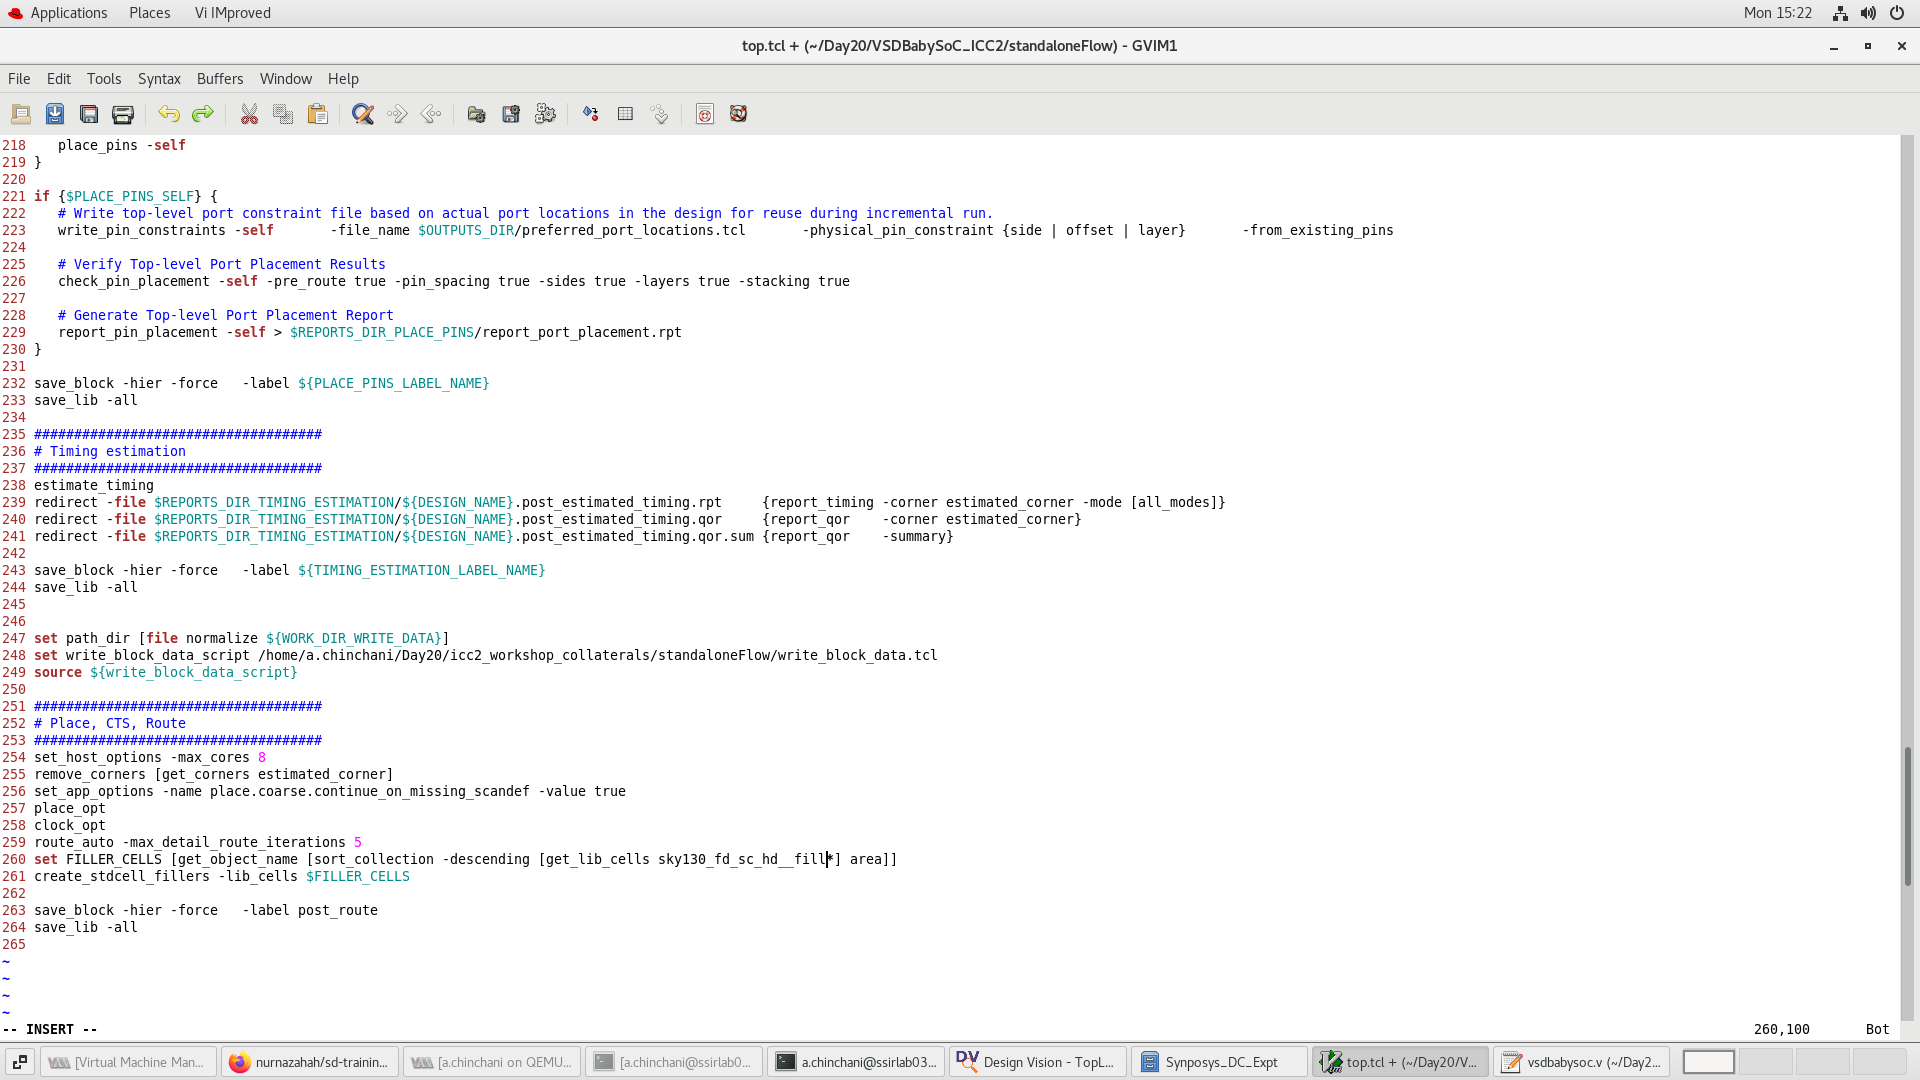 Applications Places Vi IMproved Mon 15:22
top.tcl + (~/Day20/VSDBabySoC_ICC2/standaloneFlow) - GVIM1
File Edit Tools Syntax Buffers Window Help
218    place_pins -self
219 }
220
221 if {$PLACE_PINS_SELF} {
222    # Write top-level port constraint file based on actual port locations in the design for reuse during incremental run.
223    write_pin_constraints -self       -file_name $OUTPUTS_DIR/preferred_port_locations.tcl       -physical_pin_constraint {side | offset | layer}       -from_existing_pins
224
225    # Verify Top-level Port Placement Results
226    check_pin_placement -self -pre_route true -pin_spacing true -sides true -layers true -stacking true
227
228    # Generate Top-level Port Placement Report
229    report_pin_placement -self > $REPORTS_DIR_PLACE_PINS/report_port_placement.rpt
230 }
231
232 save_block -hier -force   -label ${PLACE_PINS_LABEL_NAME}
233 save_lib -all
234
235 ####################################
236 # Timing estimation
237 ####################################
238 estimate_timing
239 redirect -file $REPORTS_DIR_TIMING_ESTIMATION/${DESIGN_NAME}.post_estimated_timing.rpt     {report_timing -corner estimated_corner -mode [all_modes]}
240 redirect -file $REPORTS_DIR_TIMING_ESTIMATION/${DESIGN_NAME}.post_estimated_timing.qor     {report_qor    -corner estimated_corner}
241 redirect -file $REPORTS_DIR_TIMING_ESTIMATION/${DESIGN_NAME}.post_estimated_timing.qor.sum {report_qor    -summary}
242
243 save_block -hier -force   -label ${TIMING_ESTIMATION_LABEL_NAME}
244 save_lib -all
245
246
247 set path_dir [file normalize ${WORK_DIR_WRITE_DATA}]
248 set write_block_data_script /home/a.chinchani/Day20/icc2_workshop_collaterals/standaloneFlow/write_block_data.tcl
249 source ${write_block_data_script}
250
251 ####################################
252 # Place, CTS, Route
253 ####################################
254 set_host_options -max_cores 8
255 remove_corners [get_corners estimated_corner]
256 set_app_options -name place.coarse.continue_on_missing_scandef -value true
257 place_opt
258 clock_opt
259 route_auto -max_detail_route_iterations 5
260 set FILLER_CELLS [get_object_name [sort_collection -descending [get_lib_cells sky130_fd_sc_hd__fill*] area]]
261 create_stdcell_fillers -lib_cells $FILLER_CELLS
262
263 save_block -hier -force   -label post_route
264 save_lib -all
265
~
~
~
~
-- INSERT -- 260,100 Bot
[Virtual Machine Man... nurnazahah/sd-trainin... [a.chinchani on QEMU... [a.chinchani@ssirlab0... a.chinchani@ssirlab03... DV Design Vision - TopL... Synposys_DC_Expt top.tcl + (~/Day20/V... vsdbabysoc.v (~/Day2...